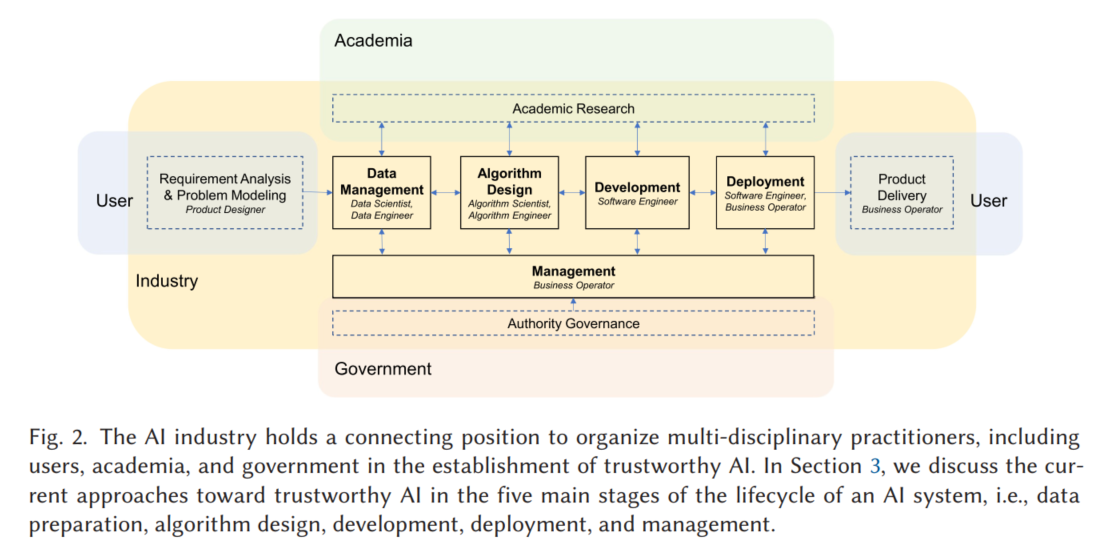 Academia
Academic Research
User
Requirement Analysis
& Problem Modeling
Product Designer
Data
Management
Data Scientist,
Data Engineer
Algorithm
Design
Algorithm Scientist,
Algorithm Engineer
Development
Software Engineer
Deployment
Software Engineer,
Business Operator
Product
Delivery
Business Operator
User
Industry
Management
Business Operator
Authority Governance
Government
Fig. 2. The AI industry holds a connecting position to organize multi-disciplinary practitioners, including
users, academia, and government in the establishment of trustworthy AI. In Section 3, we discuss the cur-
rent approaches toward trustworthy AI in the five main stages of the lifecycle of an AI system, i.e., data
preparation, algorithm design, development, deployment, and management.